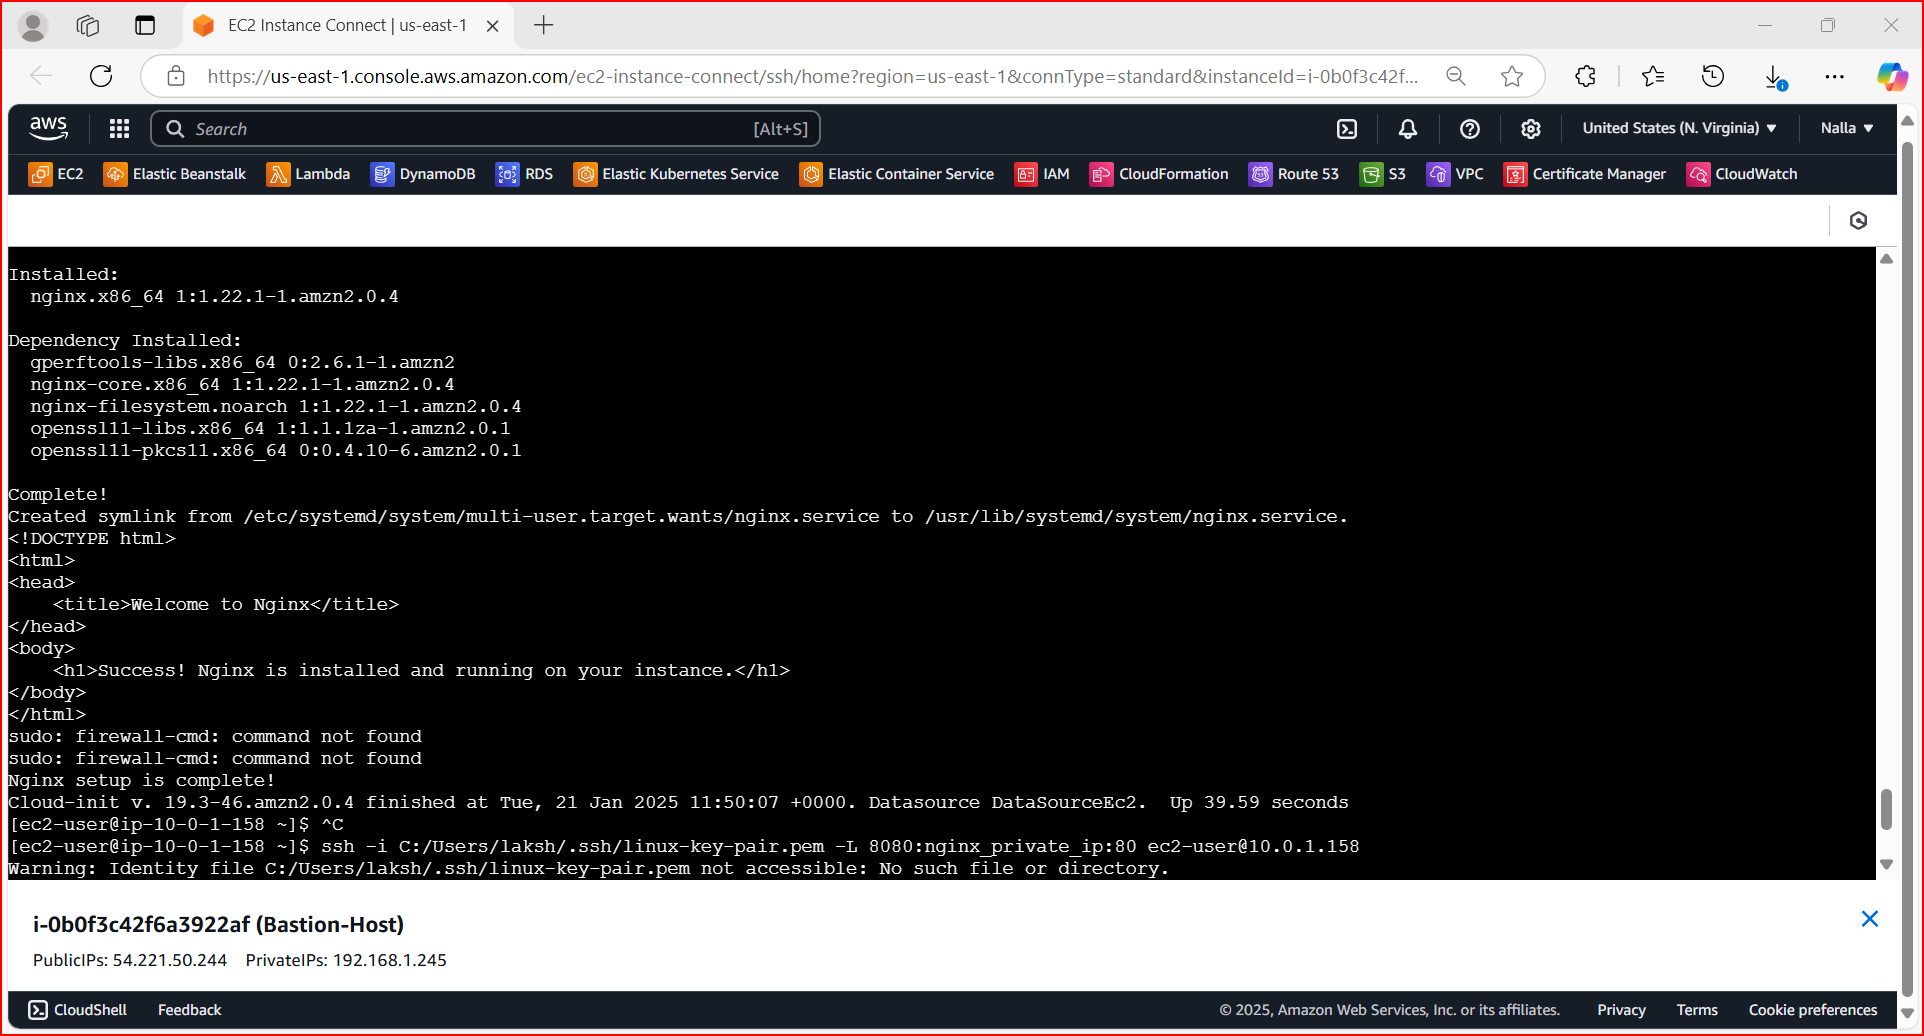 EC2 Instance Connect | us-east-1
https://us-east-1.console.aws.amazon.com/ec2-instance-connect/ssh/home?region=us-east-1&connType=standard&instanceId=i-0b0f3c42f...
aws Search [Alt+S] United States (N. Virginia) Nalla
EC2 Elastic Beanstalk Lambda DynamoDB RDS Elastic Kubernetes Service Elastic Container Service IAM CloudFormation Route 53 S3 VPC Certificate Manager CloudWatch
Installed:
  nginx.x86_64 1:1.22.1-1.amzn2.0.4
Dependency Installed:
  gperftools-libs.x86_64 0:2.6.1-1.amzn2
  nginx-core.x86_64 1:1.22.1-1.amzn2.0.4
  nginx-filesystem.noarch 1:1.22.1-1.amzn2.0.4
  openssl11-libs.x86_64 1:1.1.1za-1.amzn2.0.1
  openssl11-pkcs11.x86_64 0:0.4.10-6.amzn2.0.1
Complete!
Created symlink from /etc/systemd/system/multi-user.target.wants/nginx.service to /usr/lib/systemd/system/nginx.service.
<!DOCTYPE html>
<html>
<head>
    <title>Welcome to Nginx</title>
</head>
<body>
    <h1>Success! Nginx is installed and running on your instance.</h1>
</body>
</html>
sudo: firewall-cmd: command not found
sudo: firewall-cmd: command not found
Nginx setup is complete!
Cloud-init v. 19.3-46.amzn2.0.4 finished at Tue, 21 Jan 2025 11:50:07 +0000. Datasource DataSourceEc2.  Up 39.59 seconds
[ec2-user@ip-10-0-1-158 ~]$ ^C
[ec2-user@ip-10-0-1-158 ~]$ ssh -i C:/Users/laksh/.ssh/linux-key-pair.pem -L 8080:nginx_private_ip:80 ec2-user@10.0.1.158
Warning: Identity file C:/Users/laksh/.ssh/linux-key-pair.pem not accessible: No such file or directory.
i-0b0f3c42f6a3922af (Bastion-Host)
PublicIPs: 54.221.50.244 PrivateIPs: 192.168.1.245
CloudShell Feedback © 2025, Amazon Web Services, Inc. or its affiliates. Privacy Terms Cookie preferences